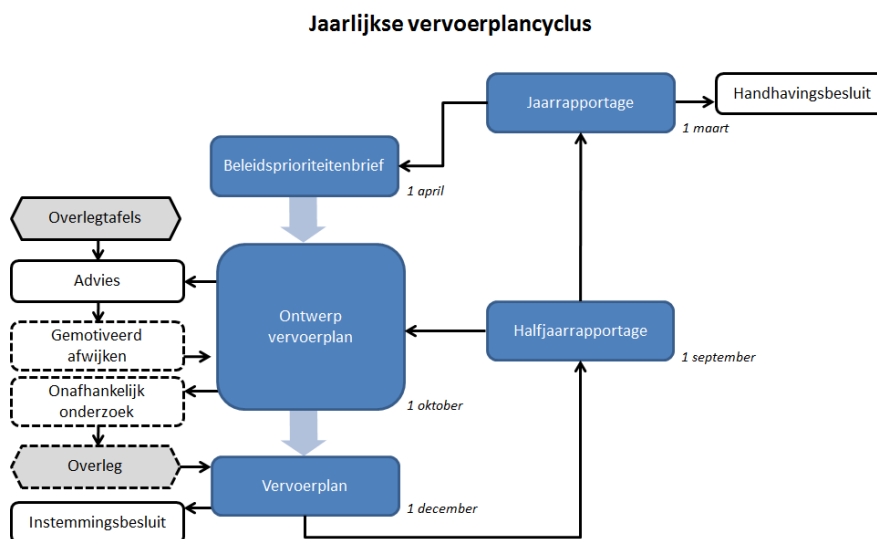 Jaarlijkse vervoerplancyclus
Jaarrapportage
Handhavingsbesluit
1 maart
Beleidsprioriteitenbrief
1 april
Overlegtafels
Advies
Gemotiveerd
afwijken
Ontwerp
vervoerplan
Halfjaarrapportage
1 september
Onafhankelijk
onderzoek
1 oktober
Overleg
Vervoerplan
1 december
Instemmingsbesluit